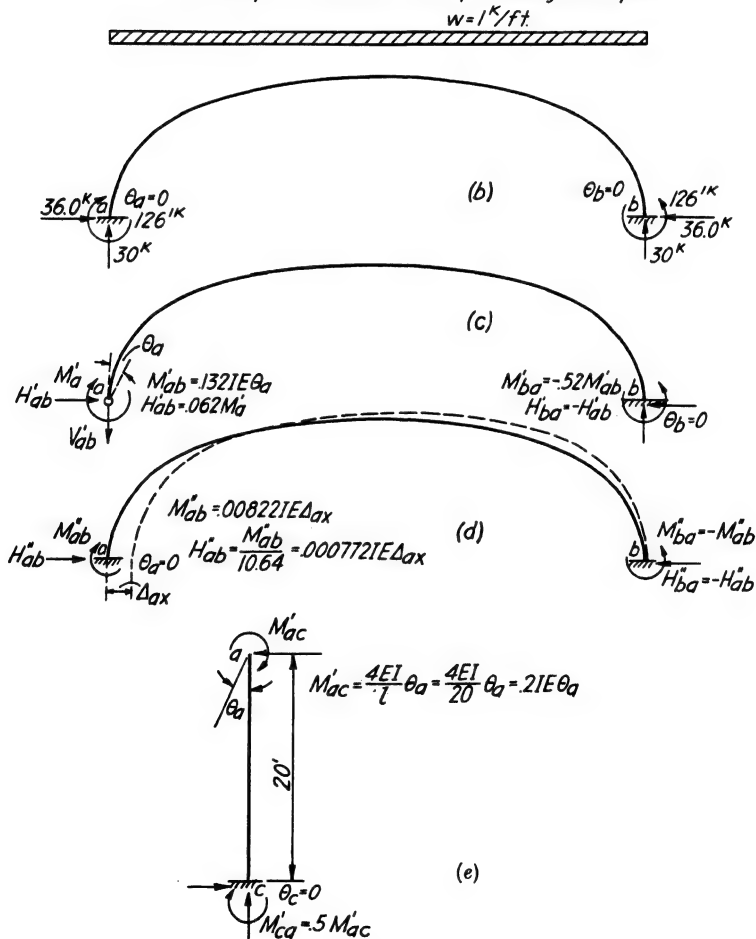 w=1ᴷ/ft.
(b)
36.0ᴷ
a
θa=0
126'ᴷ
30ᴷ
θb=0
b
126'ᴷ
36.0ᴷ
30ᴷ
(c)
θa
M'a
a
H'ab
V'ab
M'ab=.132IEθa
H'ab=.062M'a
M'ba=-.52M'ab
H'ba=-H'ab
b
θb=0
(d)
M"ab=.00822IEΔax
H"ab=M"ab/10.64=.000772IEΔax
M"ab
a
H"ab
θa=0
Δax
b
M"ba=-M"ab
H"ba=-H"ab
M'ac
a
θa
M'ac=4EI/l θa=4EI/20 θa=.2IEθa
20'
(e)
c
θc=0
M'ca=.5M'ac